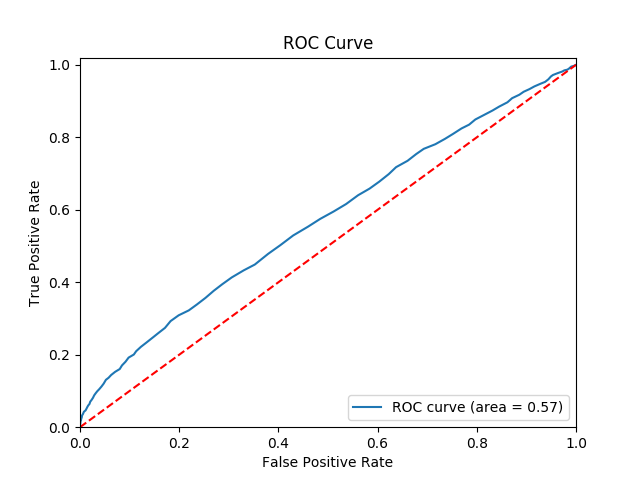 ROC Curve
1.0
0.8
0.6
0.4
0.2
0.0
True Positive Rate
ROC curve (area = 0.57)
0.0 0.2 0.4 0.6 0.8 1.0
False Positive Rate